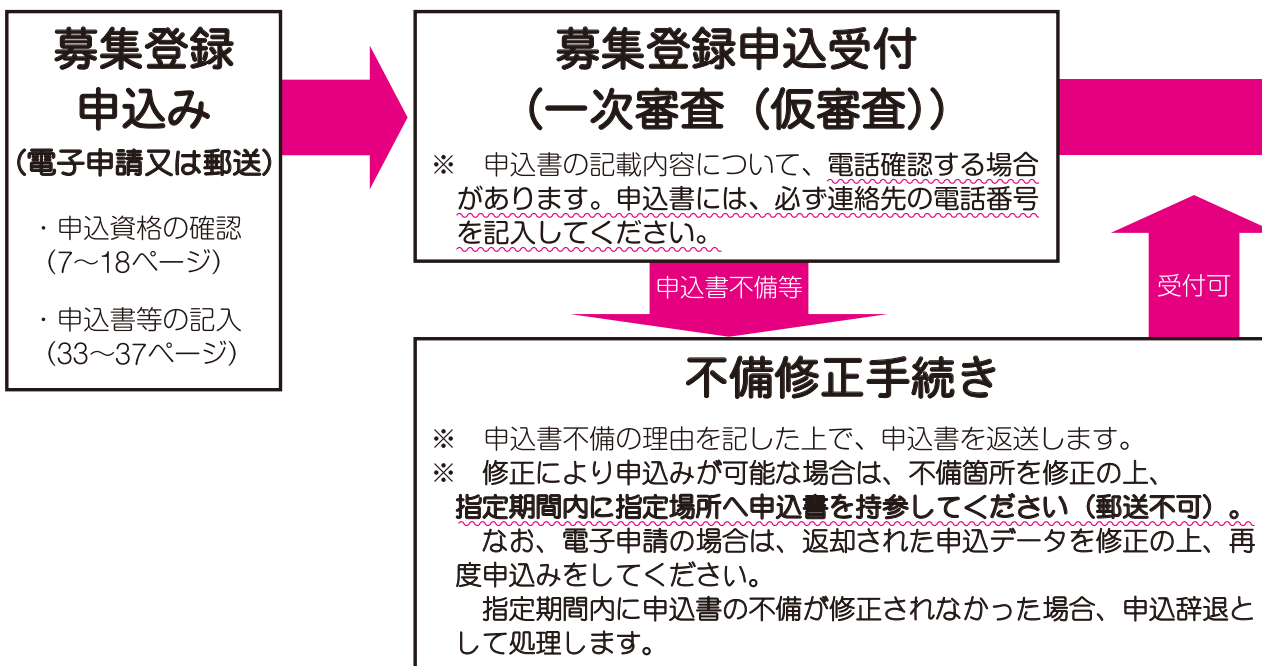 募集登録
申込み
（電子申請又は郵送）
・申込資格の確認
（7～18ページ）
・申込書等の記入
（33～37ページ）
募集登録申込受付
（一次審査（仮審査））
※　申込書の記載内容について、電話確認する場合
があります。申込書には、必ず連絡先の電話番号
を記入してください。
申込書不備等
受付可
不備修正手続き
※　申込書不備の理由を記した上で、申込書を返送します。
※　修正により申込みが可能な場合は、不備箇所を修正の上、
指定期間内に指定場所へ申込書を持参してください（郵送不可）。
なお、電子申請の場合は、返却された申込データを修正の上、再
度申込みをしてください。
指定期間内に申込書の不備が修正されなかった場合、申込辞退と
して処理します。